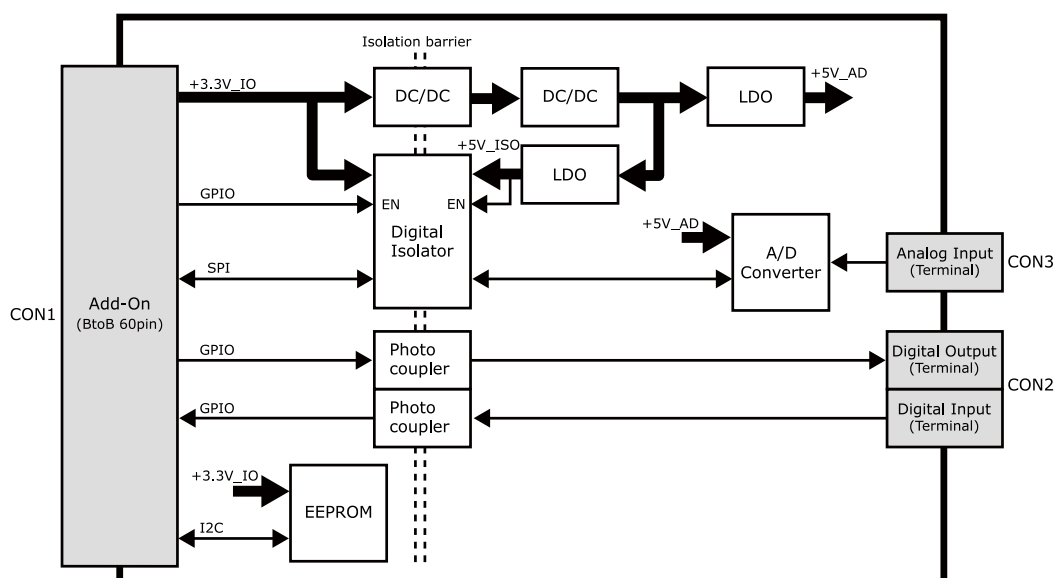 Isolation barrier
+3.3V_IO
DC/DC
DC/DC
LDO
+5V_AD
+5V_ISO
LDO
GPIO
EN
EN
Digital
Isolator
+5V_AD
A/D
Converter
Analog Input
(Terminal)
CON3
SPI
CON1
Add-On
(BtoB 60pin)
GPIO
Photo
coupler
Digital Output
(Terminal)
CON2
GPIO
Photo
coupler
Digital Input
(Terminal)
+3.3V_IO
EEPROM
I2C